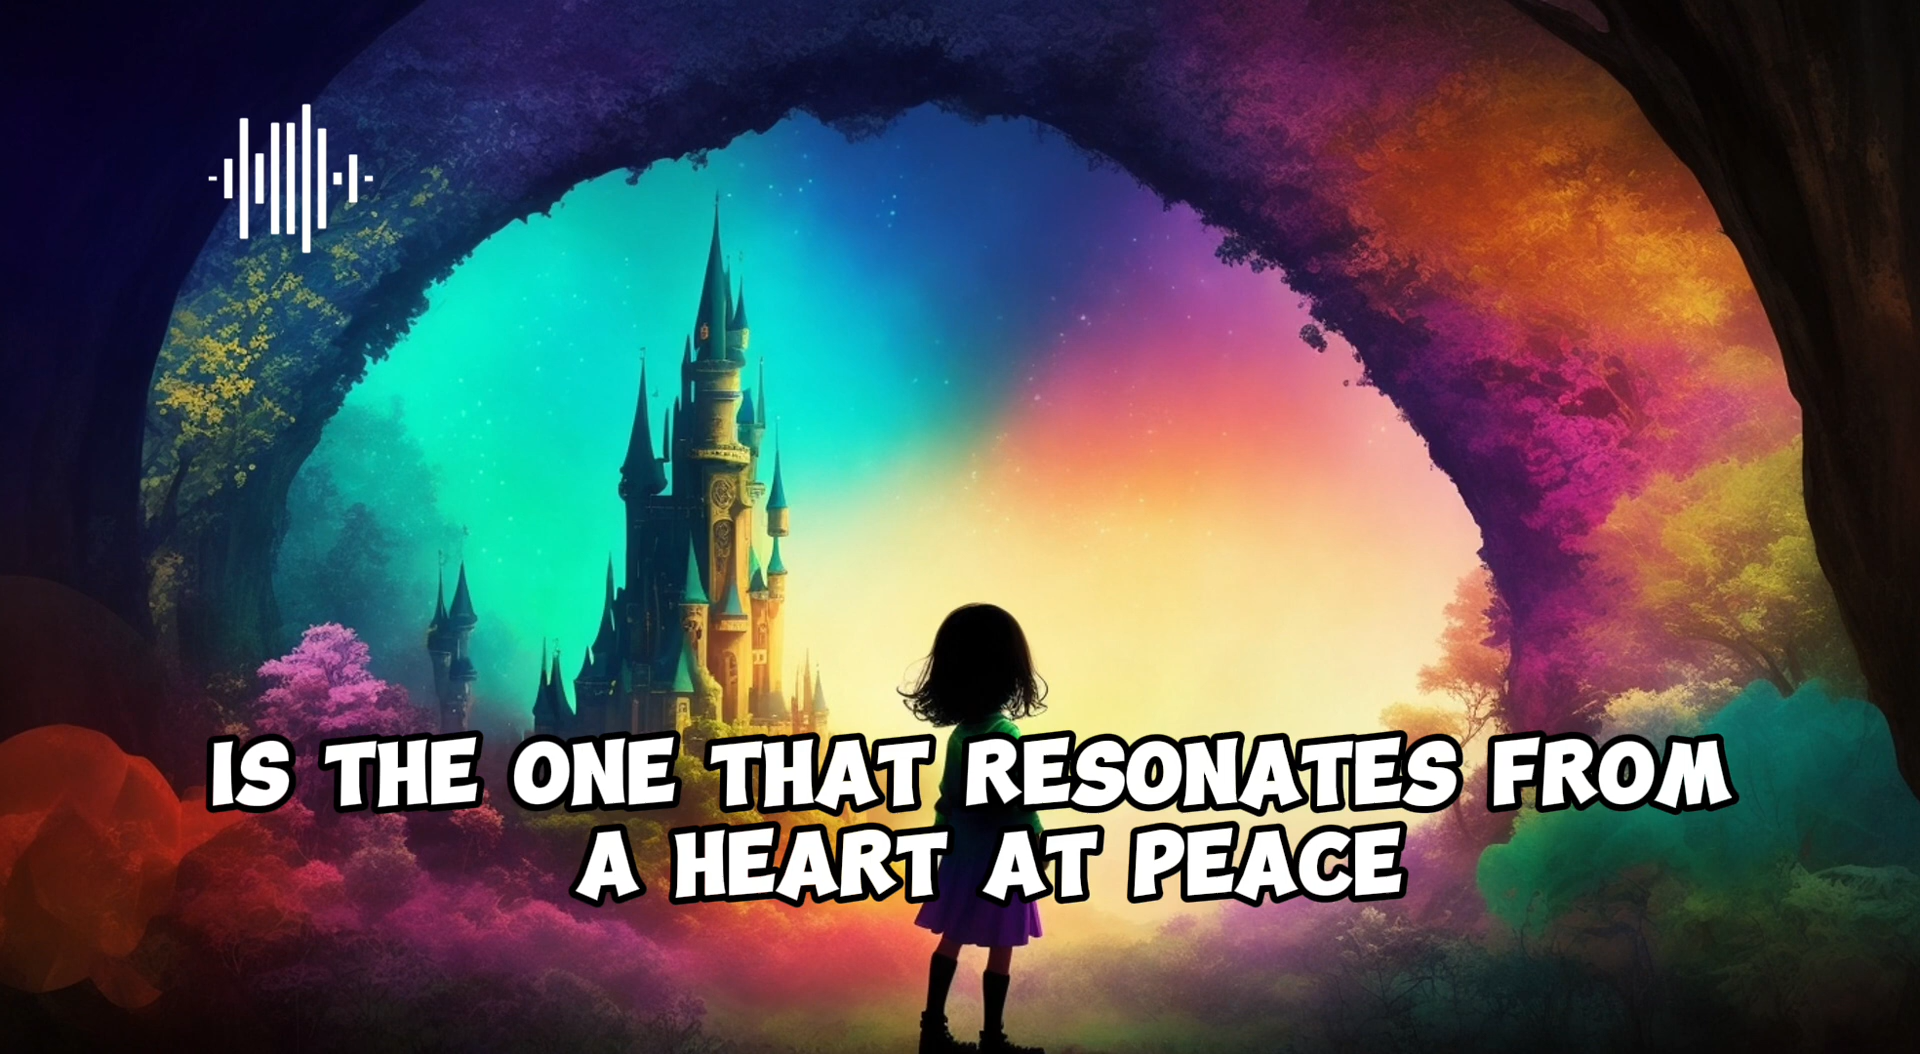 IS THE ONE THAT RESONATES FROM
A HEART AT PEACE